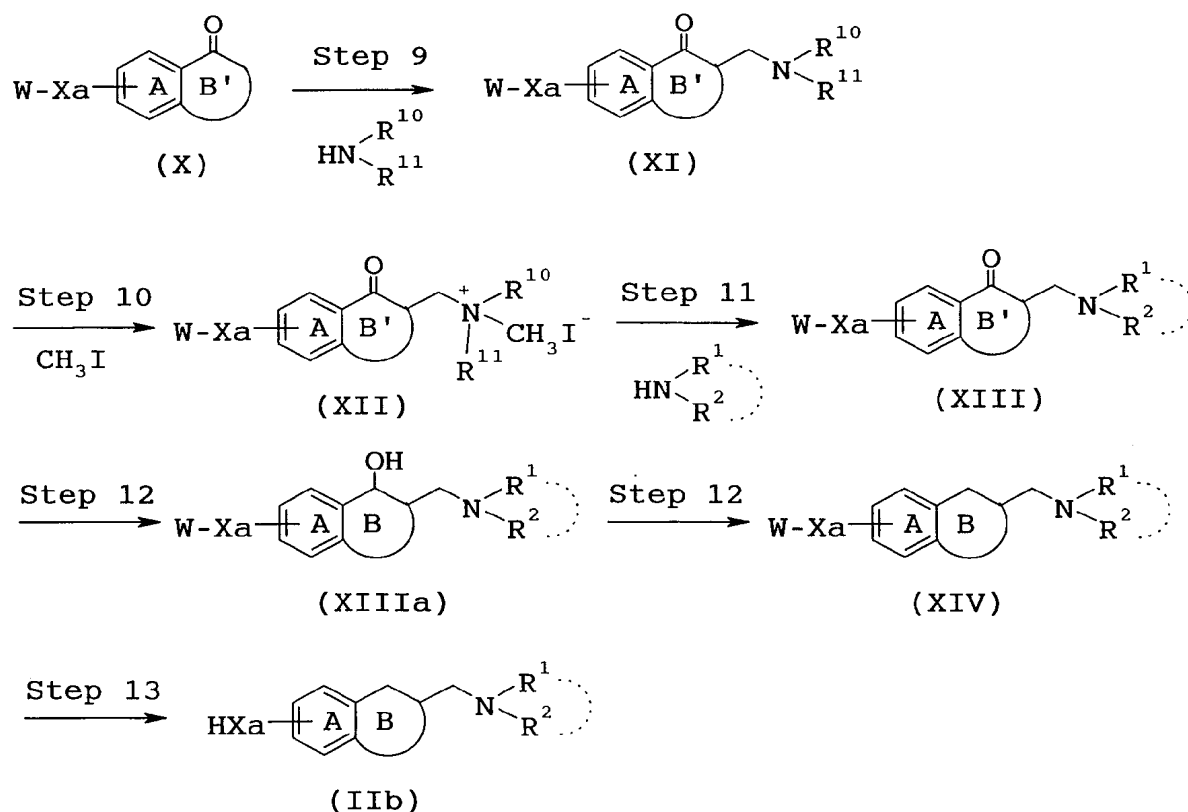 O
W-Xa A B'
(X)
Step 9
HN R¹⁰ R¹¹
O
W-Xa A B' N R¹⁰ R¹¹
(XI)
Step 10
CH₃I
O
W-Xa A B' N⁺ R¹⁰ CH₃I⁻ R¹¹
(XII)
Step 11
HN R¹ R²
O
W-Xa A B' N R¹ R²
(XIII)
Step 12
OH
W-Xa A B N R¹ R²
(XIIIa)
Step 12
W-Xa A B N R¹ R²
(XIV)
Step 13
HXa A B N R¹ R²
(IIb)